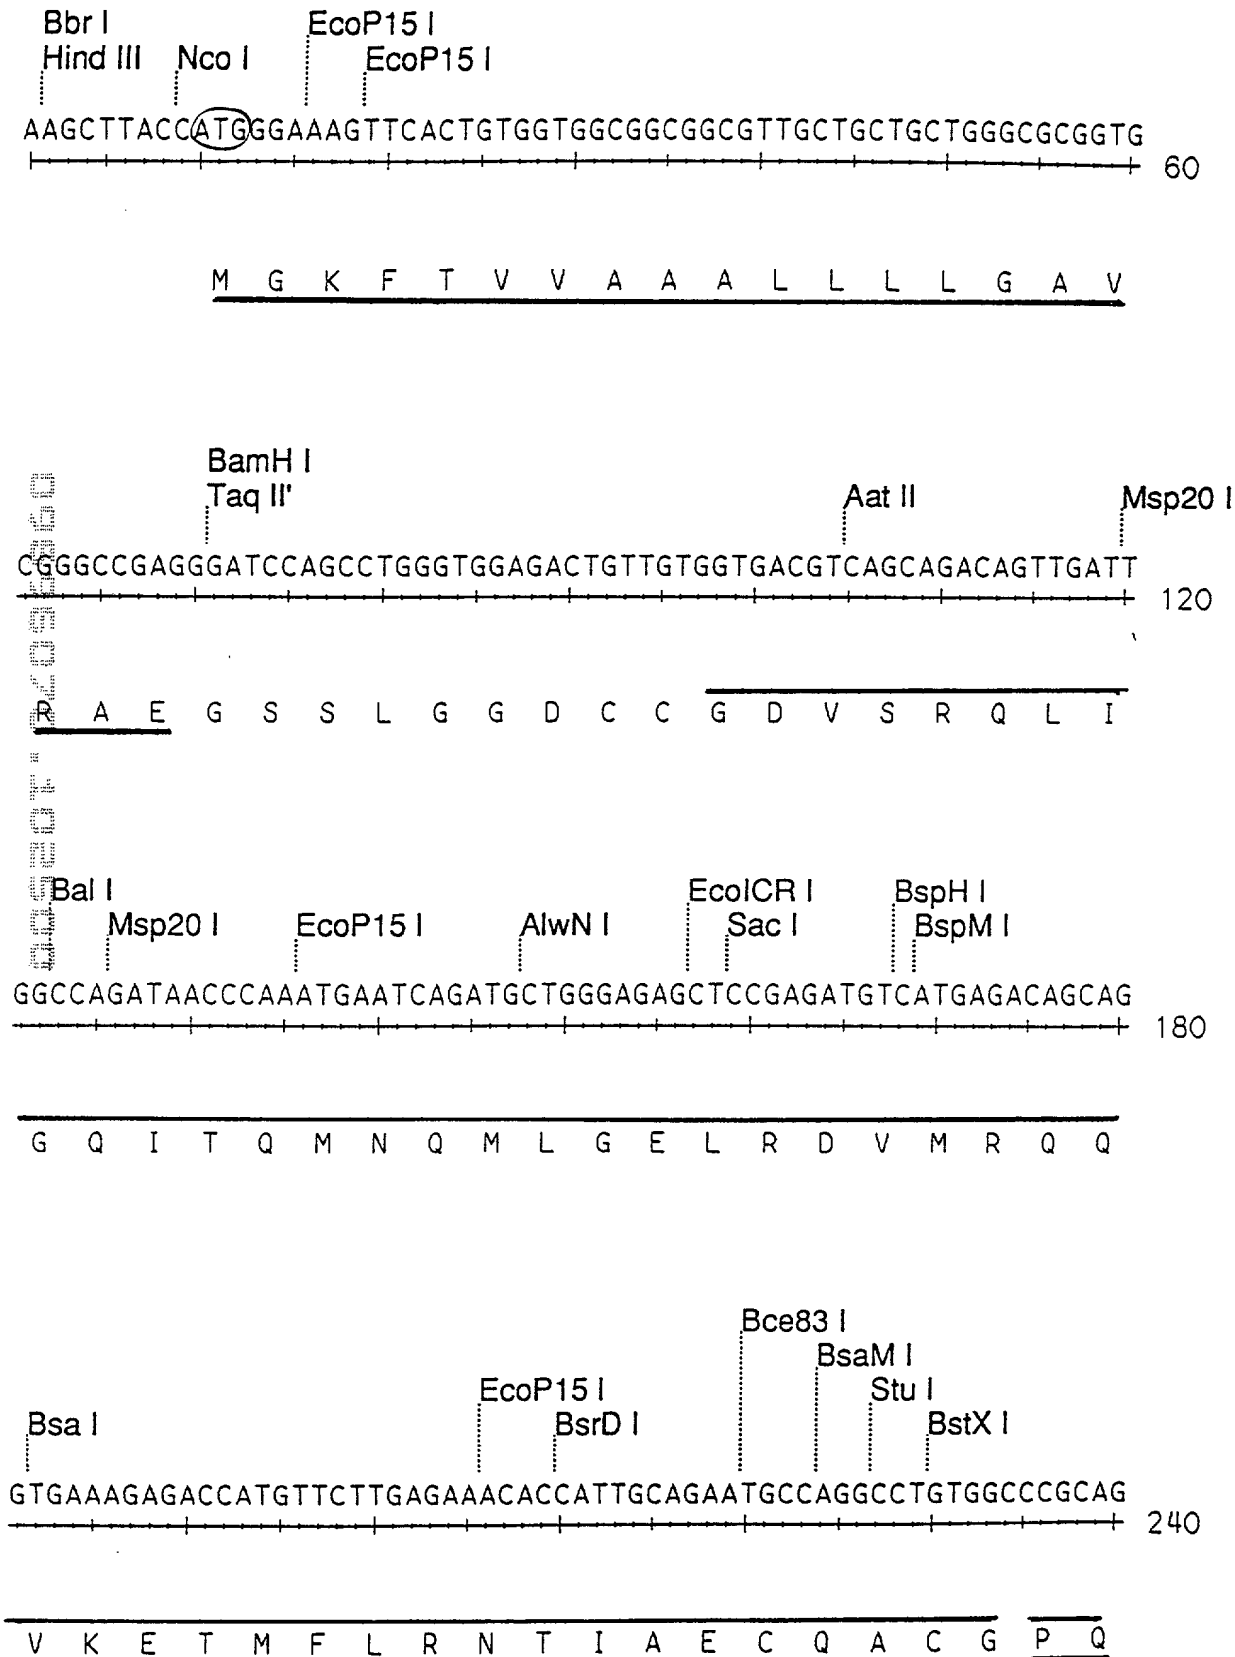 Bbr I EcoP15 I
Hind III Nco I EcoP15 I
AAGCTTACCATGGGAAAGTTCACTGTGGTGGCGGCGGCGTTGCTGCTGCTGGGCGCGGTG
60
M G K F T V V A A A L L L L G A V
BamH I
Taq II' Aat II Msp20 I
CGGGCCGAGGGATCCAGCCTGGGTGGAGACTGTTGTGGTGACGTCAGCAGACAGTTGATT
120
R A E G S S L G G D C C G D V S R Q L I
Bal I EcoICR I BspH I
Msp20 I EcoP15 I AlwN I Sac I BspM I
GGCCAGATAACCCAAATGAATCAGATGCTGGGAGAGCTCCGAGATGTCATGAGACAGCAG
180
G Q I T Q M N Q M L G E L R D V M R Q Q
Bce83 I
BsaM I
EcoP15 I Stu I
Bsa I BsrD I BstX I
GTGAAAGAGACCATGTTCTTGAGAAACACCATTGCAGAATGCCAGGCCTGTGGCCCGCAG
240
V K E T M F L R N T I A E C Q A C G P Q